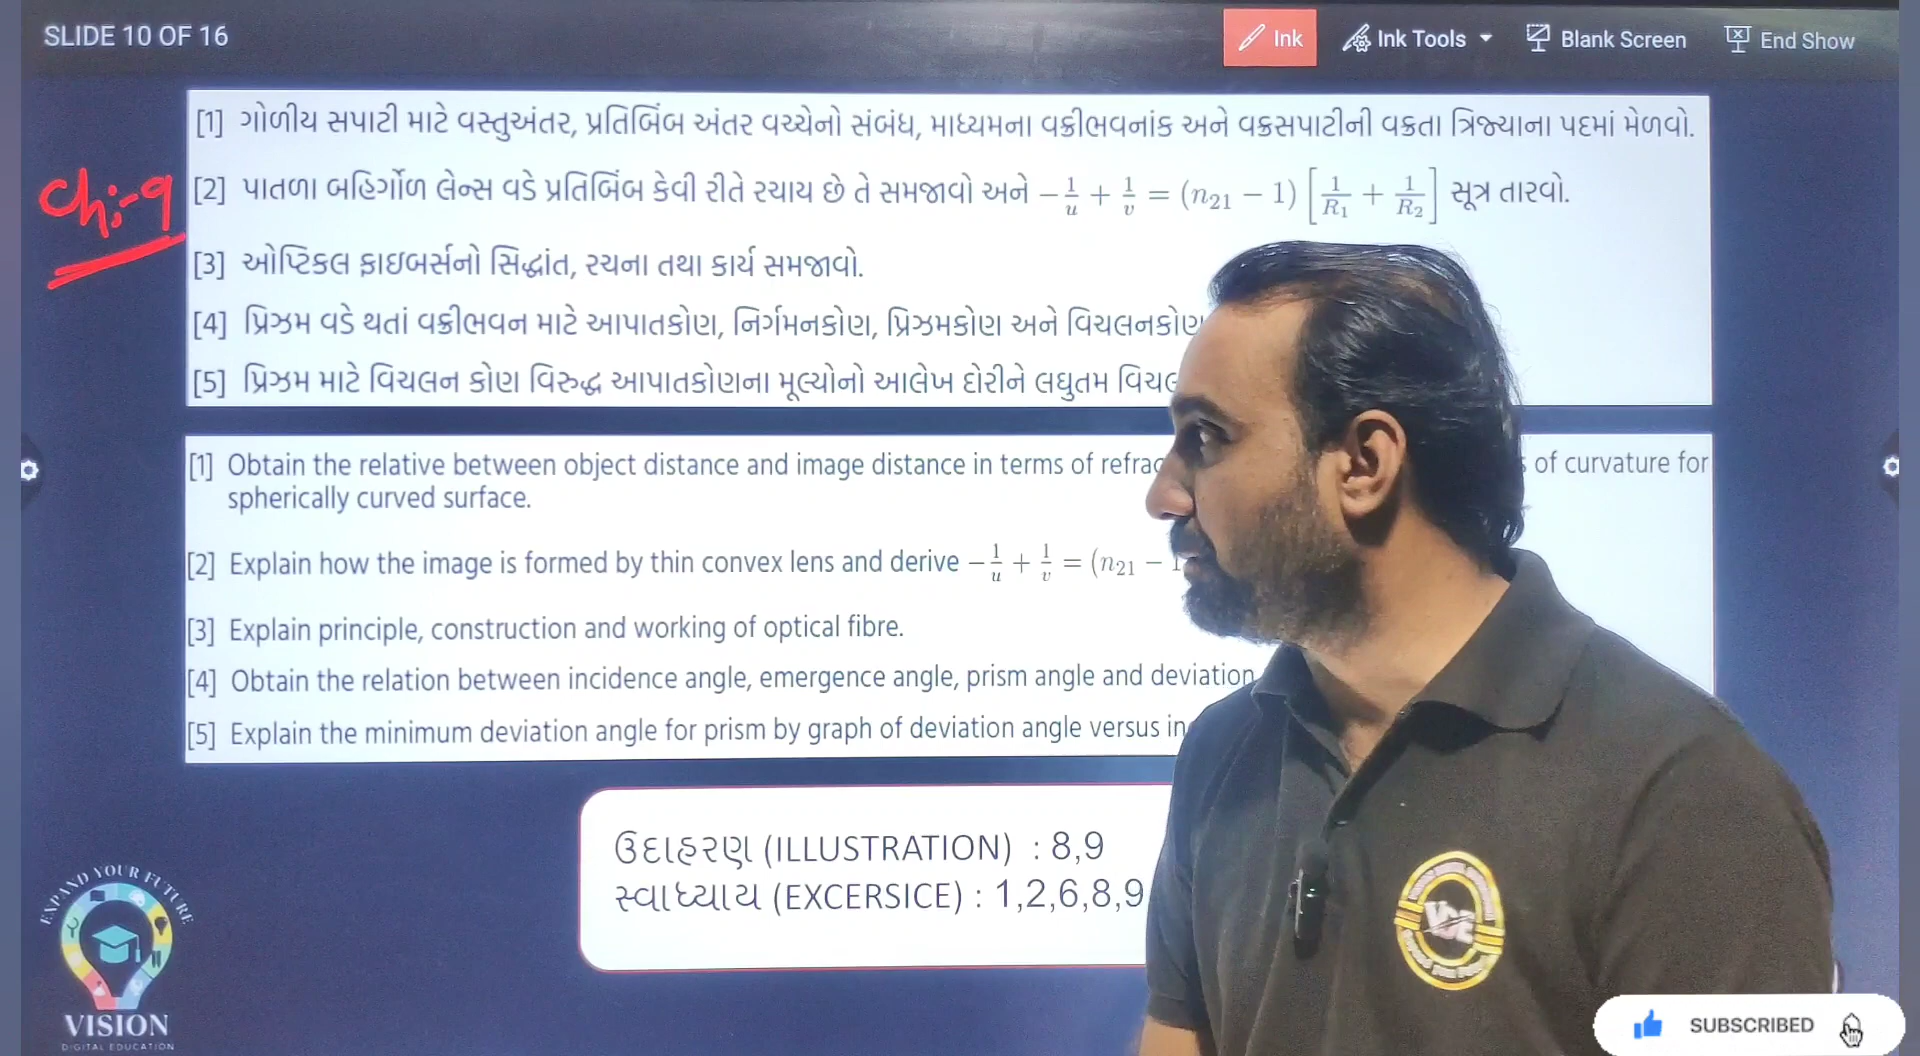 SLIDE 10 OF 16
Ink
Ink Tools
Blank Screen
End Show
[1] ગોળીય સપાટી માટે વસ્તુઅંતર, પ્રતિબિંબ અંતર વચ્ચેનો સંબંધ, માધ્યમના વક્રીભવનાંક અને વક્રસપાટીની વક્રતા ત્રિજ્યાના પદમાં મેળવો.
Ch:-9
[2] પાતળા બહિર્ગોળ લેન્સ વડે પ્રતિબિંબ કેવી રીતે રચાય છે તે સમજાવો અને −1/u + 1/v = (n₂₁ − 1) [1/R₁ + 1/R₂] સૂત્ર તારવો.
[3] ઓપ્ટિકલ ફાઇબર્સનો સિદ્ધાંત, રચના તથા કાર્ય સમજાવો.
[4] પ્રિઝમ વડે થતાં વક્રીભવન માટે આપાતકોણ, નિર્ગમનકોણ, પ્રિઝમકોણ અને વિચલનકોણ
[5] પ્રિઝમ માટે વિચલન કોણ વિરુદ્ધ આપાતકોણના મૂલ્યોનો આલેખ દોરીને લઘુતમ વિચલ
[1] Obtain the relative between object distance and image distance in terms of refrac of curvature for
spherically curved surface.
[2] Explain how the image is formed by thin convex lens and derive −1/u + 1/v = (n₂₁ − 1
[3] Explain principle, construction and working of optical fibre.
[4] Obtain the relation between incidence angle, emergence angle, prism angle and deviation
[5] Explain the minimum deviation angle for prism by graph of deviation angle versus in
ઉદાહરણ (ILLUSTRATION) : 8,9
સ્વાધ્યાય (EXCERSICE) : 1,2,6,8,9
EXPAND YOUR FUTURE
VISION
DIGITAL EDUCATION
SUBSCRIBED